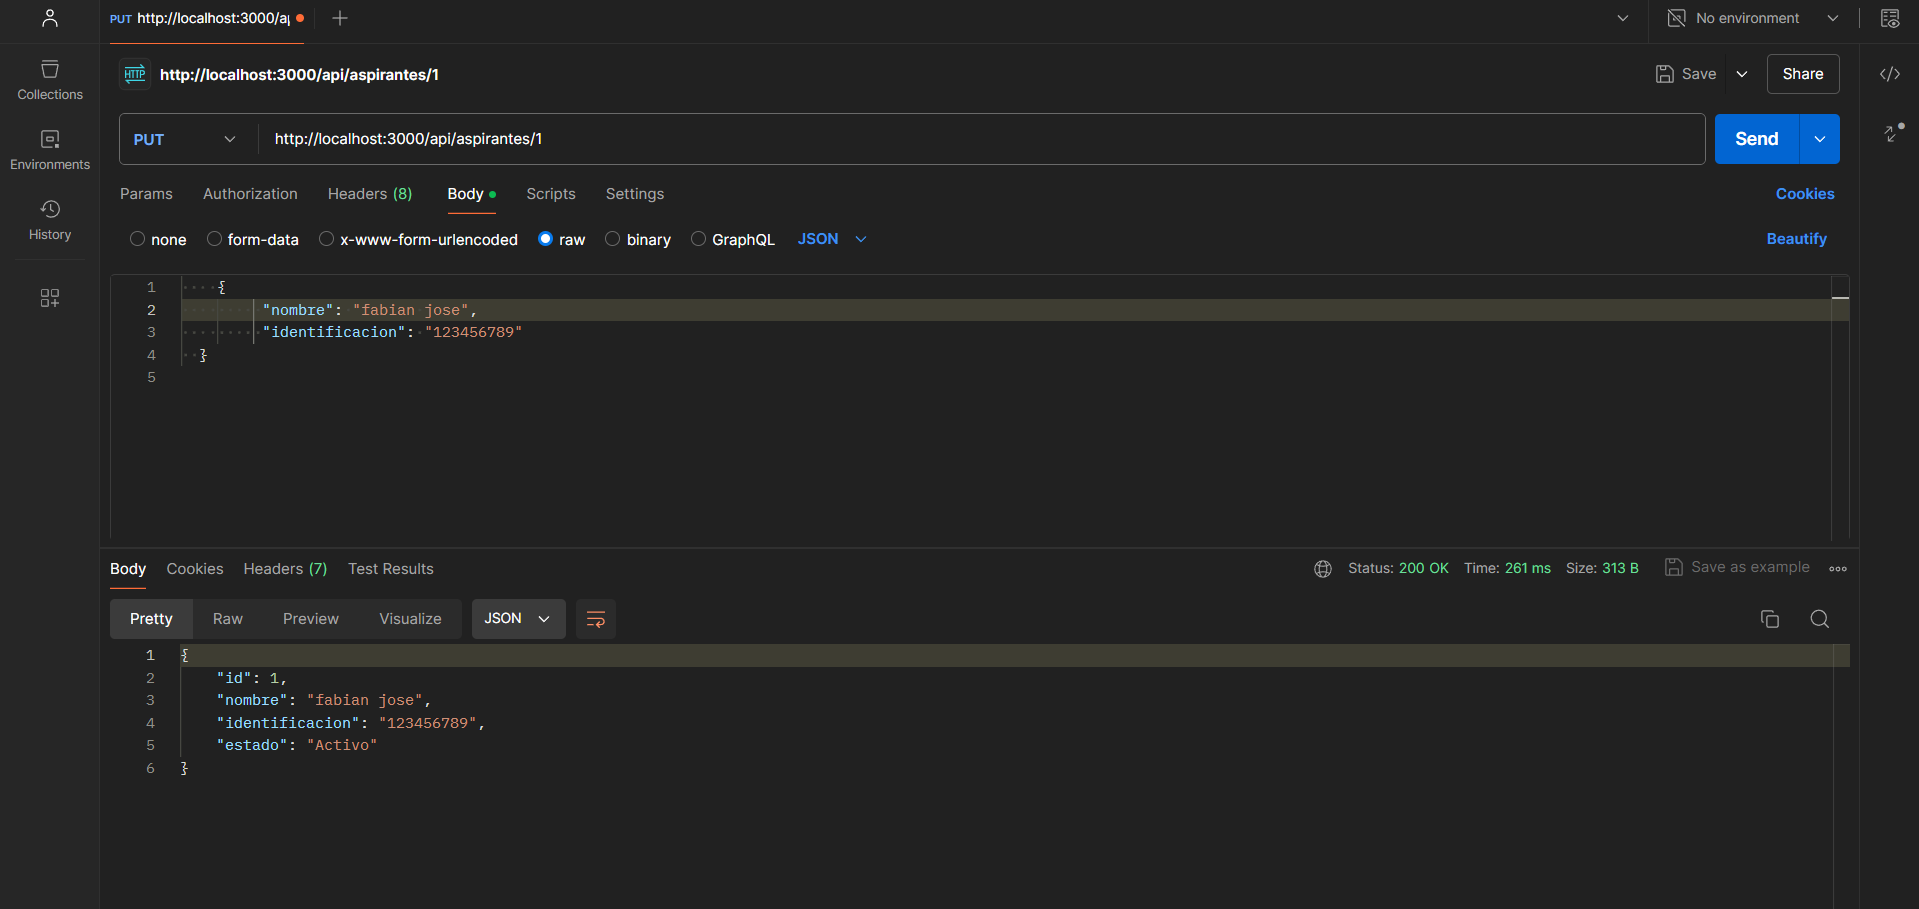 PUT http://localhost:3000/a
No environment
Collections
Environments
History
HTTP http://localhost:3000/api/aspirantes/1
Save
Share
PUT
http://localhost:3000/api/aspirantes/1
Send
Params Authorization Headers (8) Body Scripts Settings
Cookies
none form-data x-www-form-urlencoded raw binary GraphQL JSON
Beautify
1 {
2 "nombre": "fabian jose",
3 "identificacion": "123456789"
4 }
5
Body Cookies Headers (7) Test Results
Status: 200 OK Time: 261 ms Size: 313 B Save as example
Pretty Raw Preview Visualize JSON
1 {
2 "id": 1,
3 "nombre": "fabian jose",
4 "identificacion": "123456789",
5 "estado": "Activo"
6 }